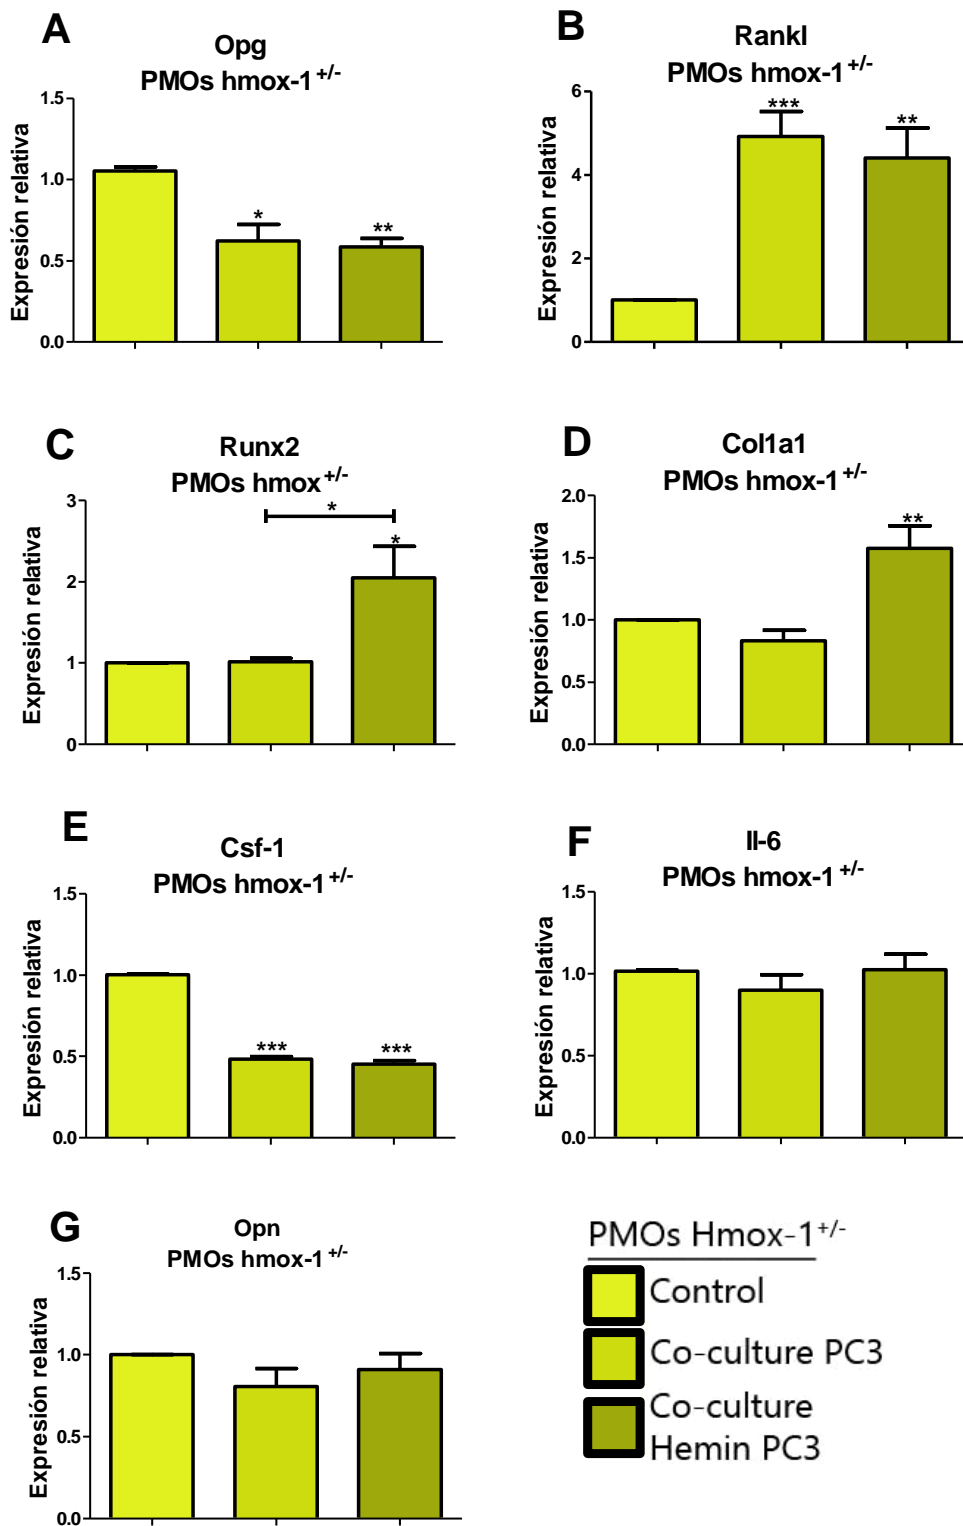 A
Opg
PMOs hmox-1+/-
Expresión relativa
1.5
1.0
0.5
0.0
*
**
B
Rankl
PMOs hmox-1+/-
Expresión relativa
6
4
2
0
***
**
C
Runx2
PMOs hmox+/-
Expresión relativa
3
2
1
0
*
*
D
Col1a1
PMOs hmox-1+/-
Expresión relativa
2.0
1.5
1.0
0.5
0.0
**
E
Csf-1
PMOs hmox-1+/-
Expresión relativa
1.5
1.0
0.5
0.0
***
***
F
Il-6
PMOs hmox-1+/-
Expresión relativa
1.5
1.0
0.5
0.0
G
Opn
PMOs hmox-1+/-
Expresión relativa
1.5
1.0
0.5
0.0
PMOs Hmox-1+/-
Control
Co-culture PC3
Co-culture
Hemin PC3